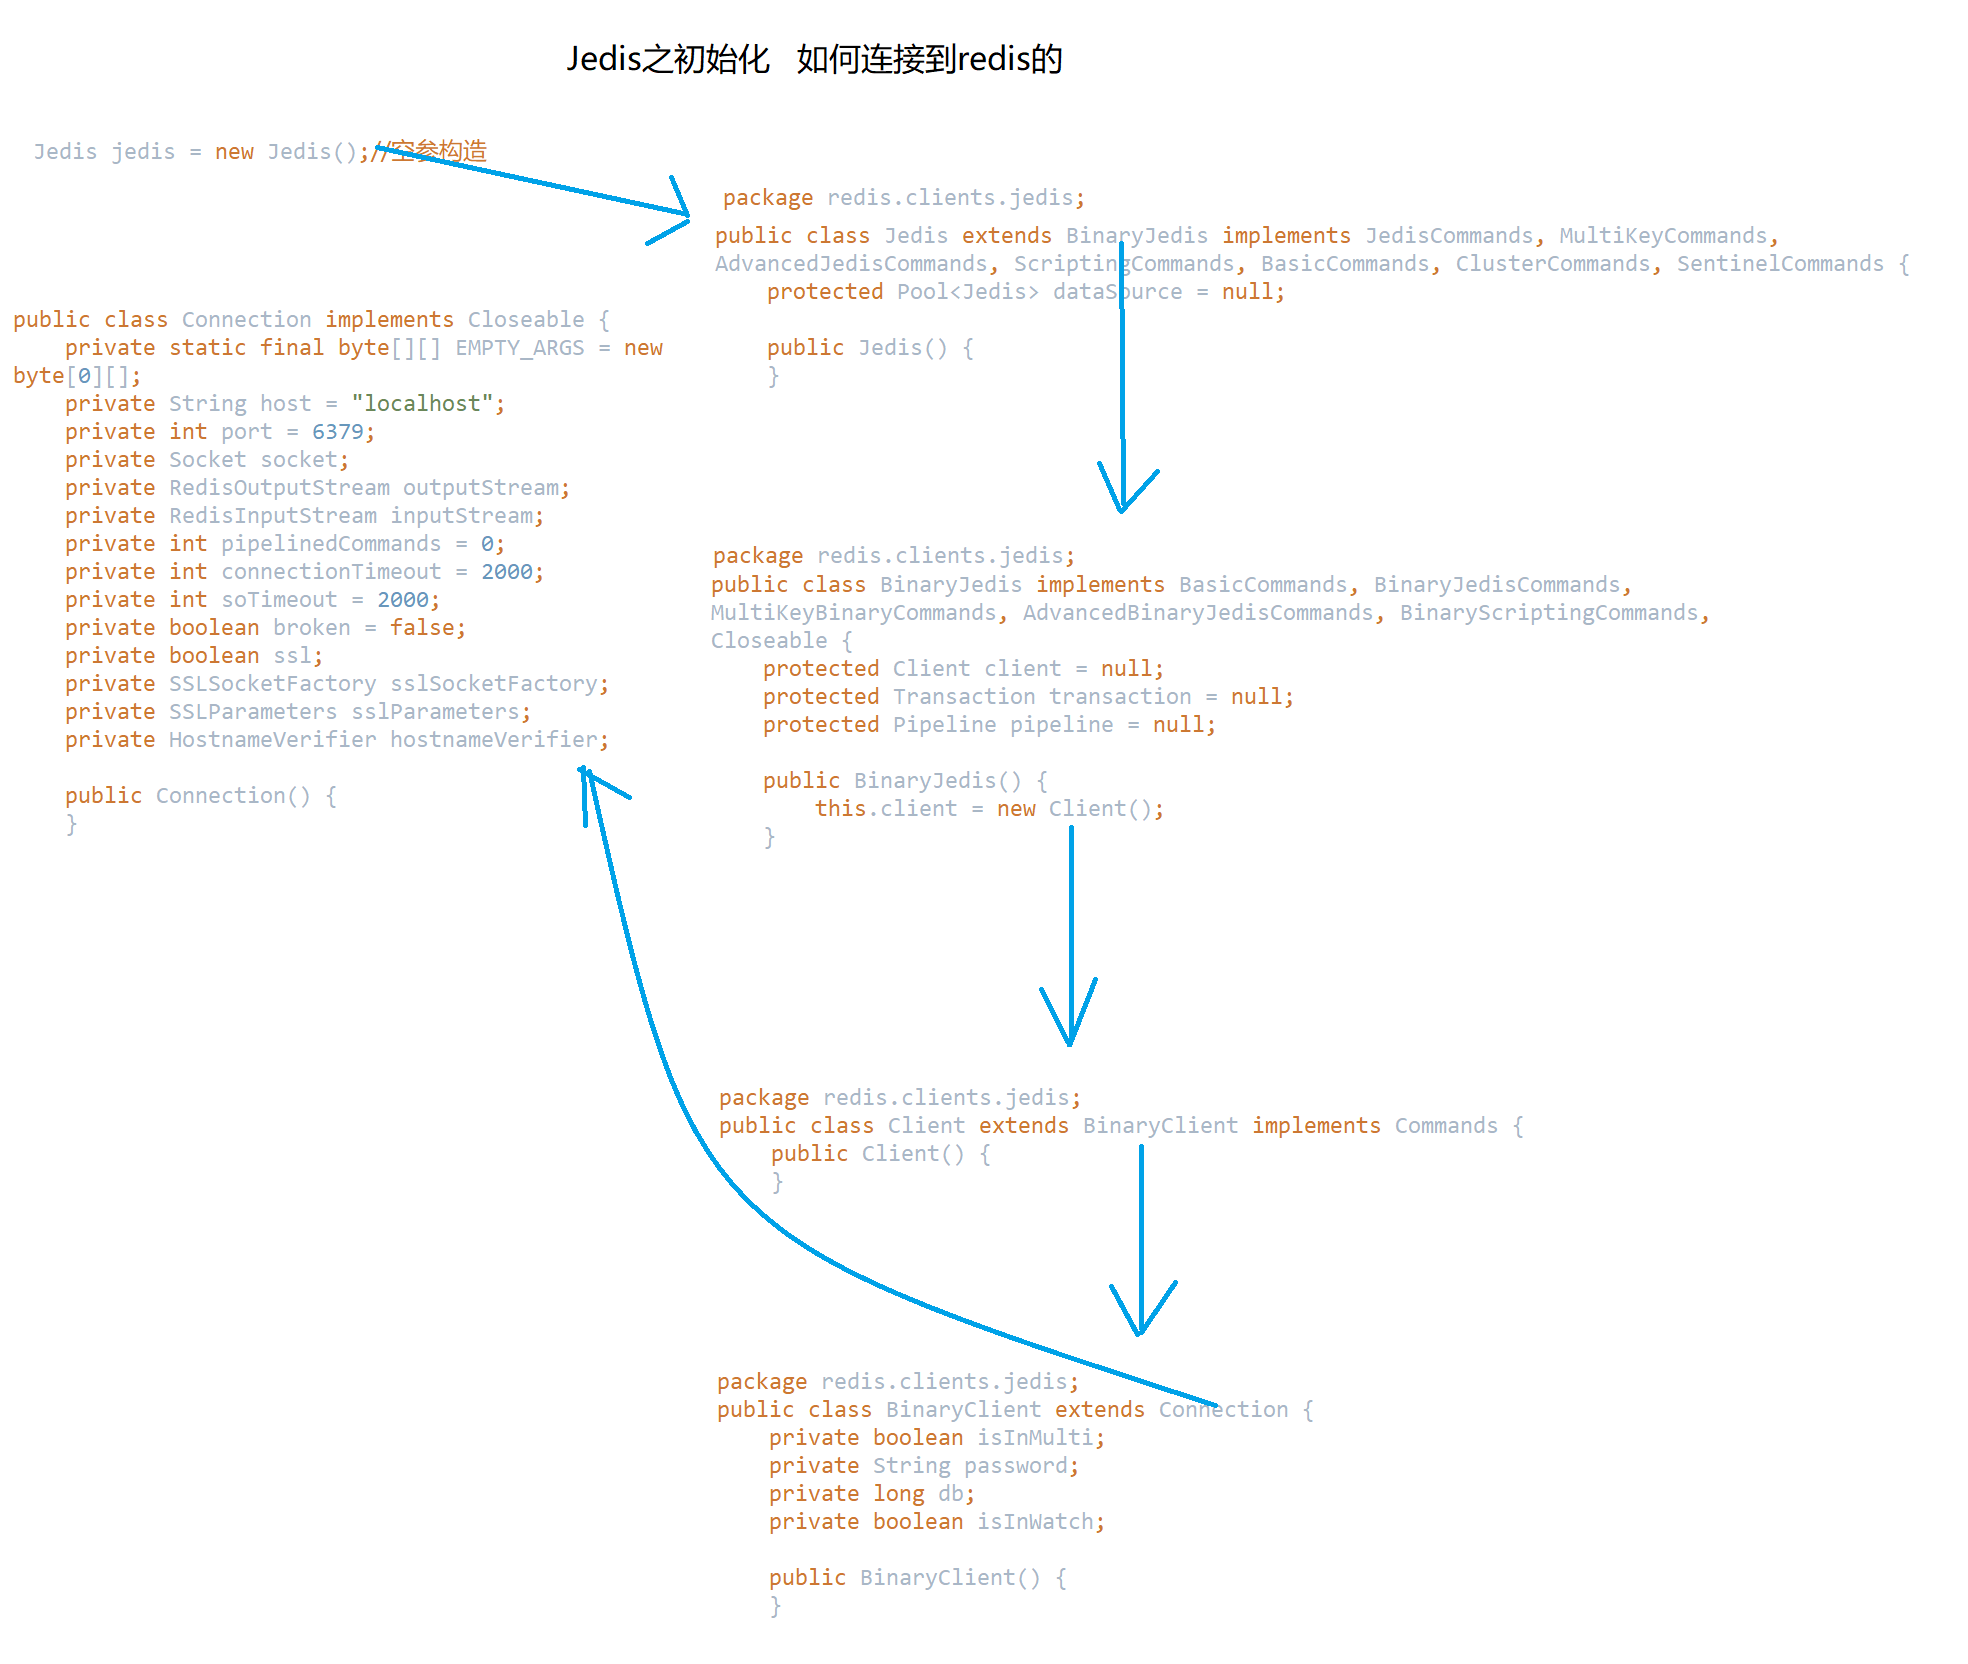 Jedis之初始化 如何连接到redis的
Jedis jedis = new Jedis();//空参构造
package redis.clients.jedis;
public class Jedis extends BinaryJedis implements JedisCommands, MultiKeyCommands,
AdvancedJedisCommands, ScriptingCommands, BasicCommands, ClusterCommands, SentinelCommands {
    protected Pool<Jedis> dataSource = null;
    public Jedis() {
    }
public class Connection implements Closeable {
    private static final byte[][] EMPTY_ARGS = new
byte[0][];
    private String host = "localhost";
    private int port = 6379;
    private Socket socket;
    private RedisOutputStream outputStream;
    private RedisInputStream inputStream;
    private int pipelinedCommands = 0;
    private int connectionTimeout = 2000;
    private int soTimeout = 2000;
    private boolean broken = false;
    private boolean ssl;
    private SSLSocketFactory sslSocketFactory;
    private SSLParameters sslParameters;
    private HostnameVerifier hostnameVerifier;
    public Connection() {
    }
package redis.clients.jedis;
public class BinaryJedis implements BasicCommands, BinaryJedisCommands,
MultiKeyBinaryCommands, AdvancedBinaryJedisCommands, BinaryScriptingCommands,
Closeable {
    protected Client client = null;
    protected Transaction transaction = null;
    protected Pipeline pipeline = null;
    public BinaryJedis() {
        this.client = new Client();
    }
package redis.clients.jedis;
public class Client extends BinaryClient implements Commands {
    public Client() {
    }
package redis.clients.jedis;
public class BinaryClient extends Connection {
    private boolean isInMulti;
    private String password;
    private long db;
    private boolean isInWatch;
    public BinaryClient() {
    }